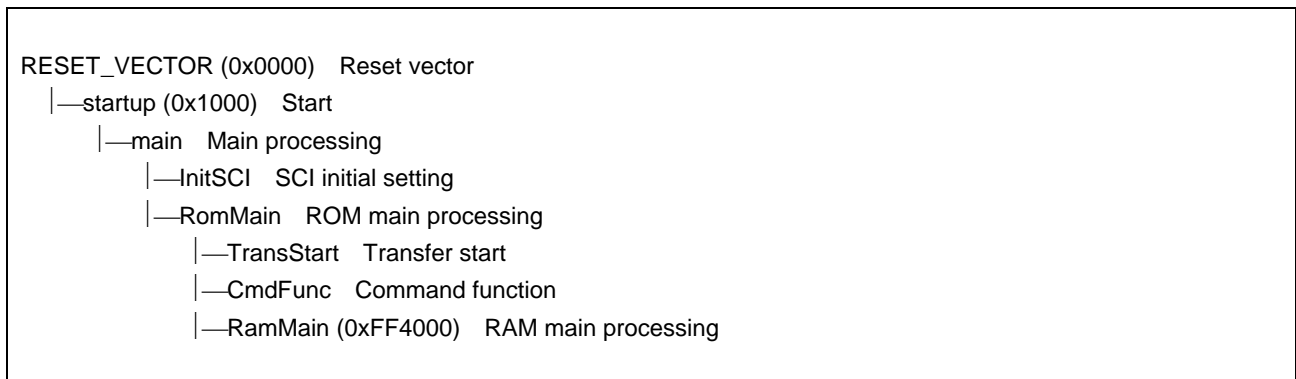 RESET_VECTOR (0x0000) Reset vector
startup (0x1000) Start
main Main processing
InitSCI SCI initial setting
RomMain ROM main processing
TransStart Transfer start
CmdFunc Command function
RamMain (0xFF4000) RAM main processing